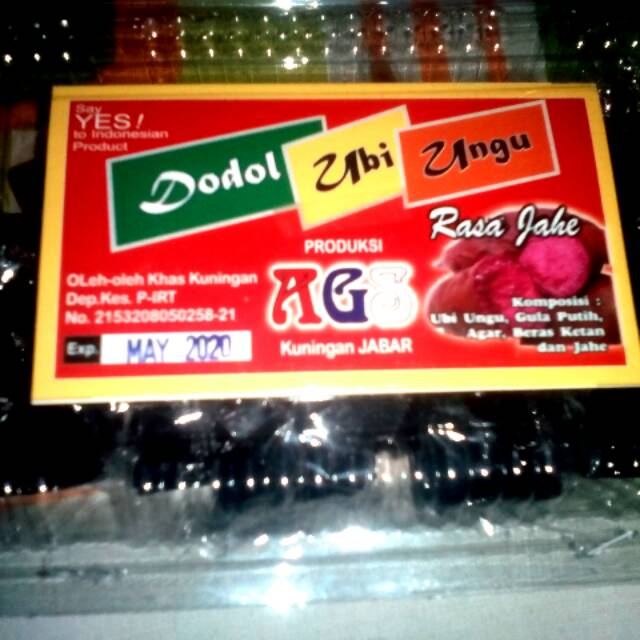 Say
YES!
to Indonesian
Product
Dodol Ubi Ungu
Rasa Jahe
PRODUKSI
AGS
Kuningan JABAR
OLeh-oleh Khas Kuningan
Dep.Kes. P-IRT
No. 2153208050258-21
Exp. MAY 2020
Komposisi :
Ubi Ungu, Gula Putih,
Agar, Beras Ketan
dan Jahe